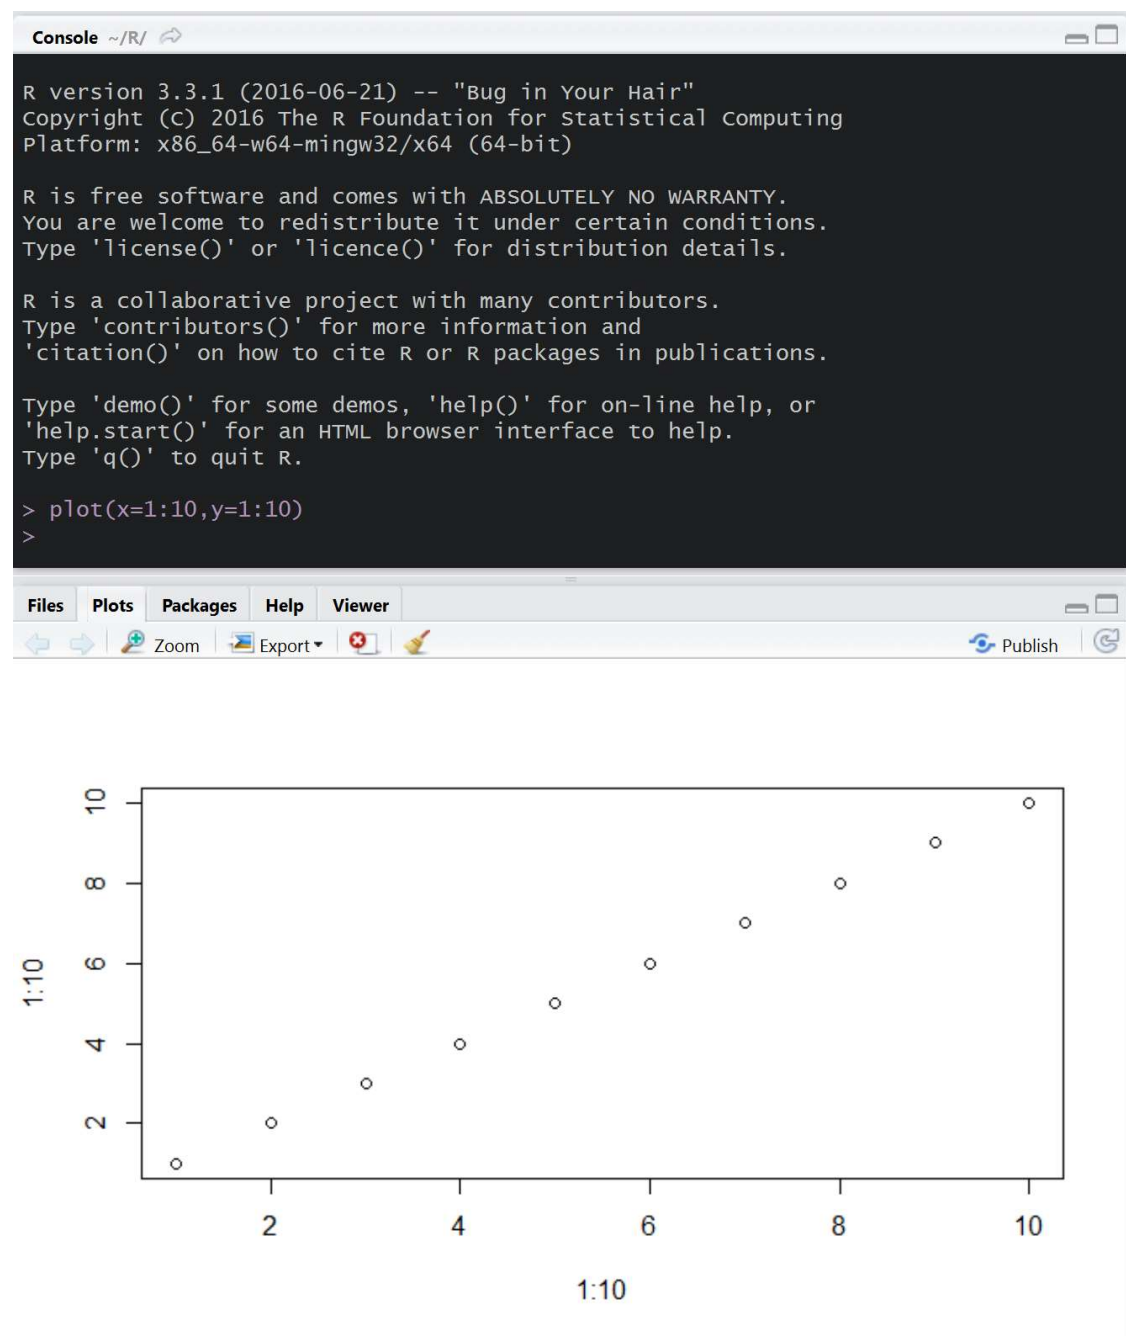 Console ~/R/
R version 3.3.1 (2016-06-21) -- "Bug in Your Hair"
Copyright (C) 2016 The R Foundation for Statistical Computing
Platform: x86_64-w64-mingw32/x64 (64-bit)
R is free software and comes with ABSOLUTELY NO WARRANTY.
You are welcome to redistribute it under certain conditions.
Type 'license()' or 'licence()' for distribution details.
R is a collaborative project with many contributors.
Type 'contributors()' for more information and
'citation()' on how to cite R or R packages in publications.
Type 'demo()' for some demos, 'help()' for on-line help, or
'help.start()' for an HTML browser interface to help.
Type 'q()' to quit R.
> plot(x=1:10,y=1:10)
>
Files Plots Packages Help Viewer
Zoom Export Publish
10
8
6
4
2
1:10
2 4 6 8 10
1:10